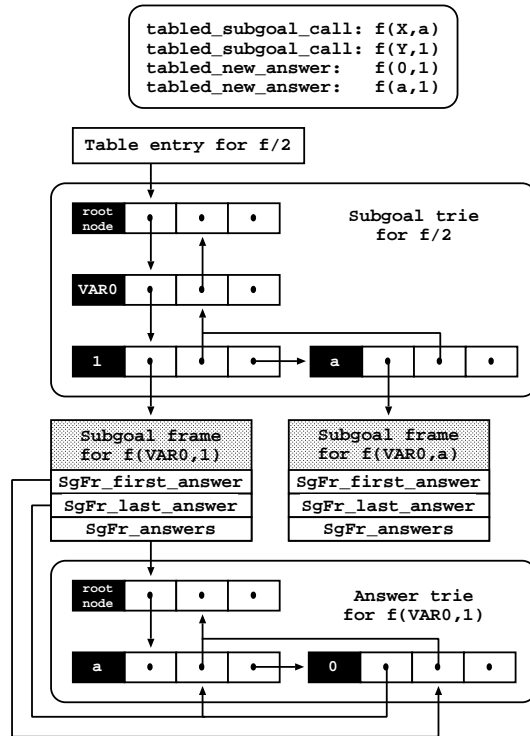 tabled_subgoal_call: f(X,a)
tabled_subgoal_call: f(Y,1)
tabled_new_answer: f(0,1)
tabled_new_answer: f(a,1)
Table entry for f/2
root
node
Subgoal trie
for f/2
VAR0
1
a
Subgoal frame
for f(VAR0,1)
SgFr_first_answer
SgFr_last_answer
SgFr_answers
Subgoal frame
for f(VAR0,a)
SgFr_first_answer
SgFr_last_answer
SgFr_answers
root
node
Answer trie
for f(VAR0,1)
a
0